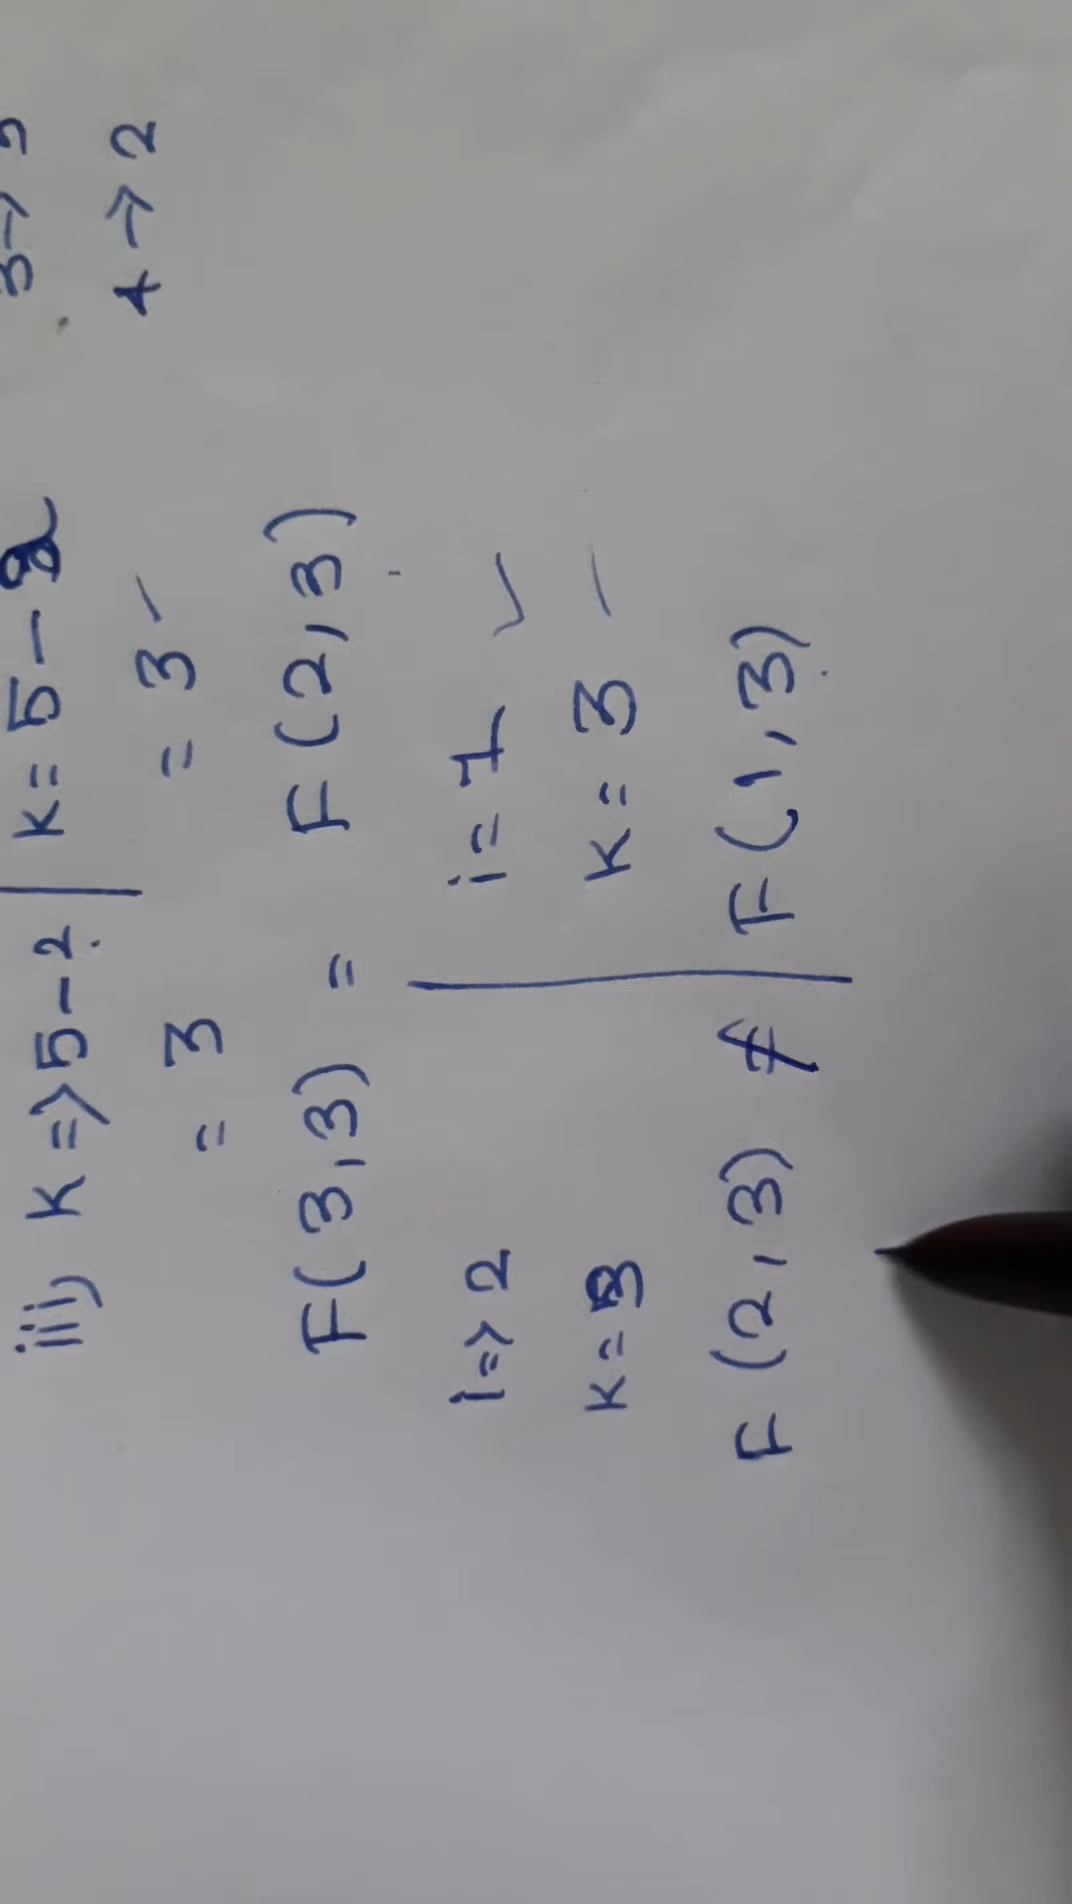 3→
4→2
iii) K=>5-2 | K=5-2
= 3 = 3
F(3,3) = F(2,3)
i=>2 i=1 ✓
K=3 K=3
F(2,3) f F(1,3)